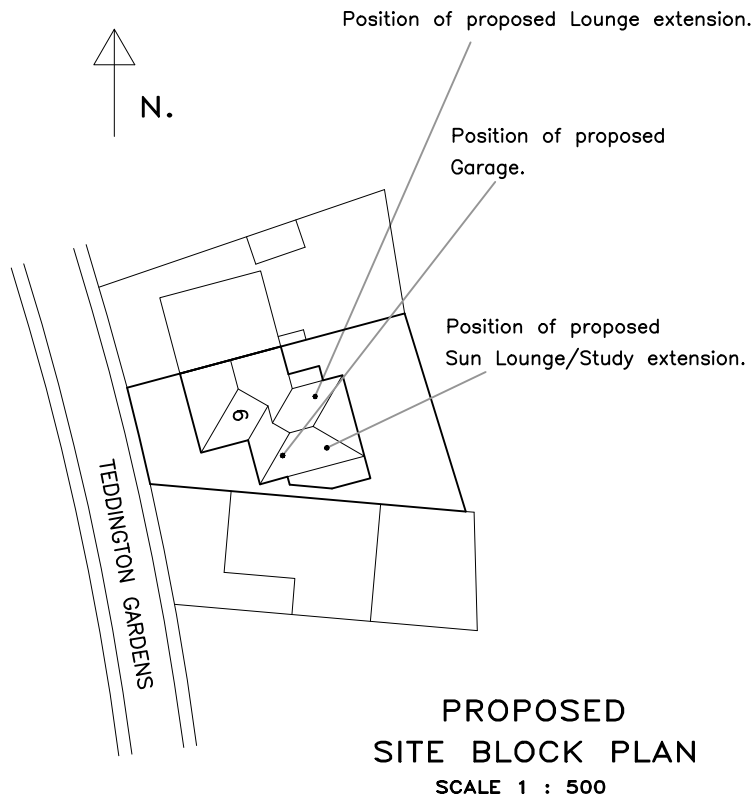 Position of proposed Lounge extension.
N.
Position of proposed
Garage.
Position of proposed
Sun Lounge/Study extension.
TEDDINGTON GARDENS
PROPOSED
SITE BLOCK PLAN
SCALE 1 : 500